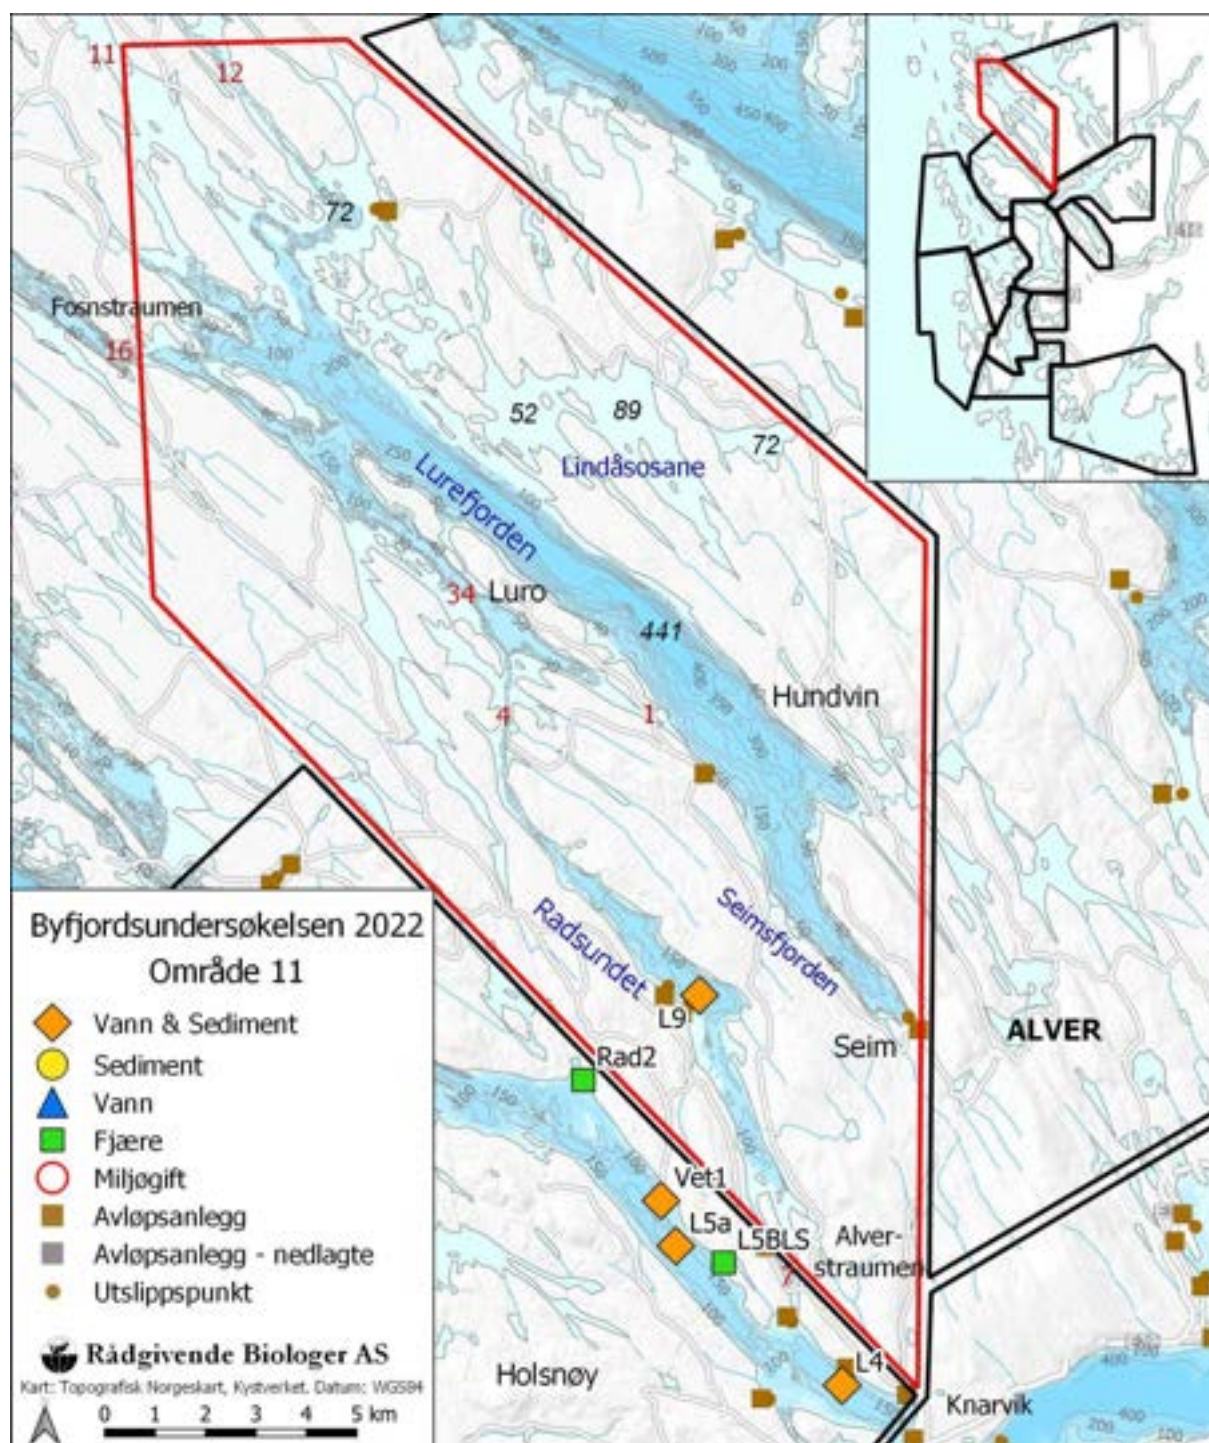 11
12
72
Fosnstraumen
16
100
200
52
89
72
Lindåsosane
Lurefjorden
34
Luro
441
Hundvin
4
1
Radsundet
Seimsfjorden
L9
Seim
ALVER
Rad2
Vet1
L5a
L5BLS
Alver-
straumen
7
L4
Holsnøy
Knarvik
Byfjordsundersøkelsen 2022
Område 11
Vann & Sediment
Sediment
Vann
Fjære
Miljøgift
Avløpsanlegg
Avløpsanlegg - nedlagte
Utslippspunkt
Rådgivende Biologer AS
Kart: Topografisk Norgeskart, Kystverket. Datum: WGS84
0 1 2 3 4 5 km